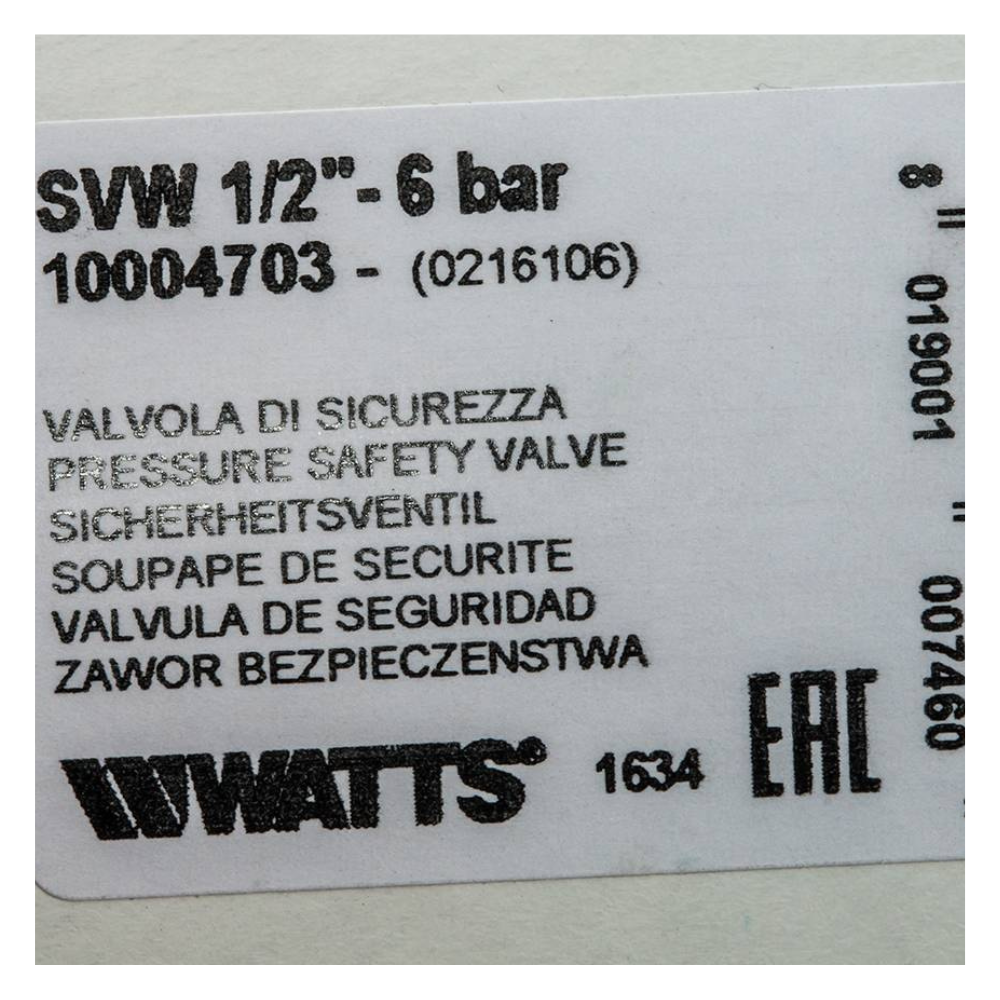 SVW 1/2" - 6 bar
10004703 - (0216106)
VALVOLA DI SICUREZZA
PRESSURE SAFETY VALVE
SICHERHEITSVENTIL
SOUPAPE DE SECURITE
VALVULA DE SEGURIDAD
ZAWOR BEZPIECZENSTWA
WATTS®
1634
EAC
8 019001 007460